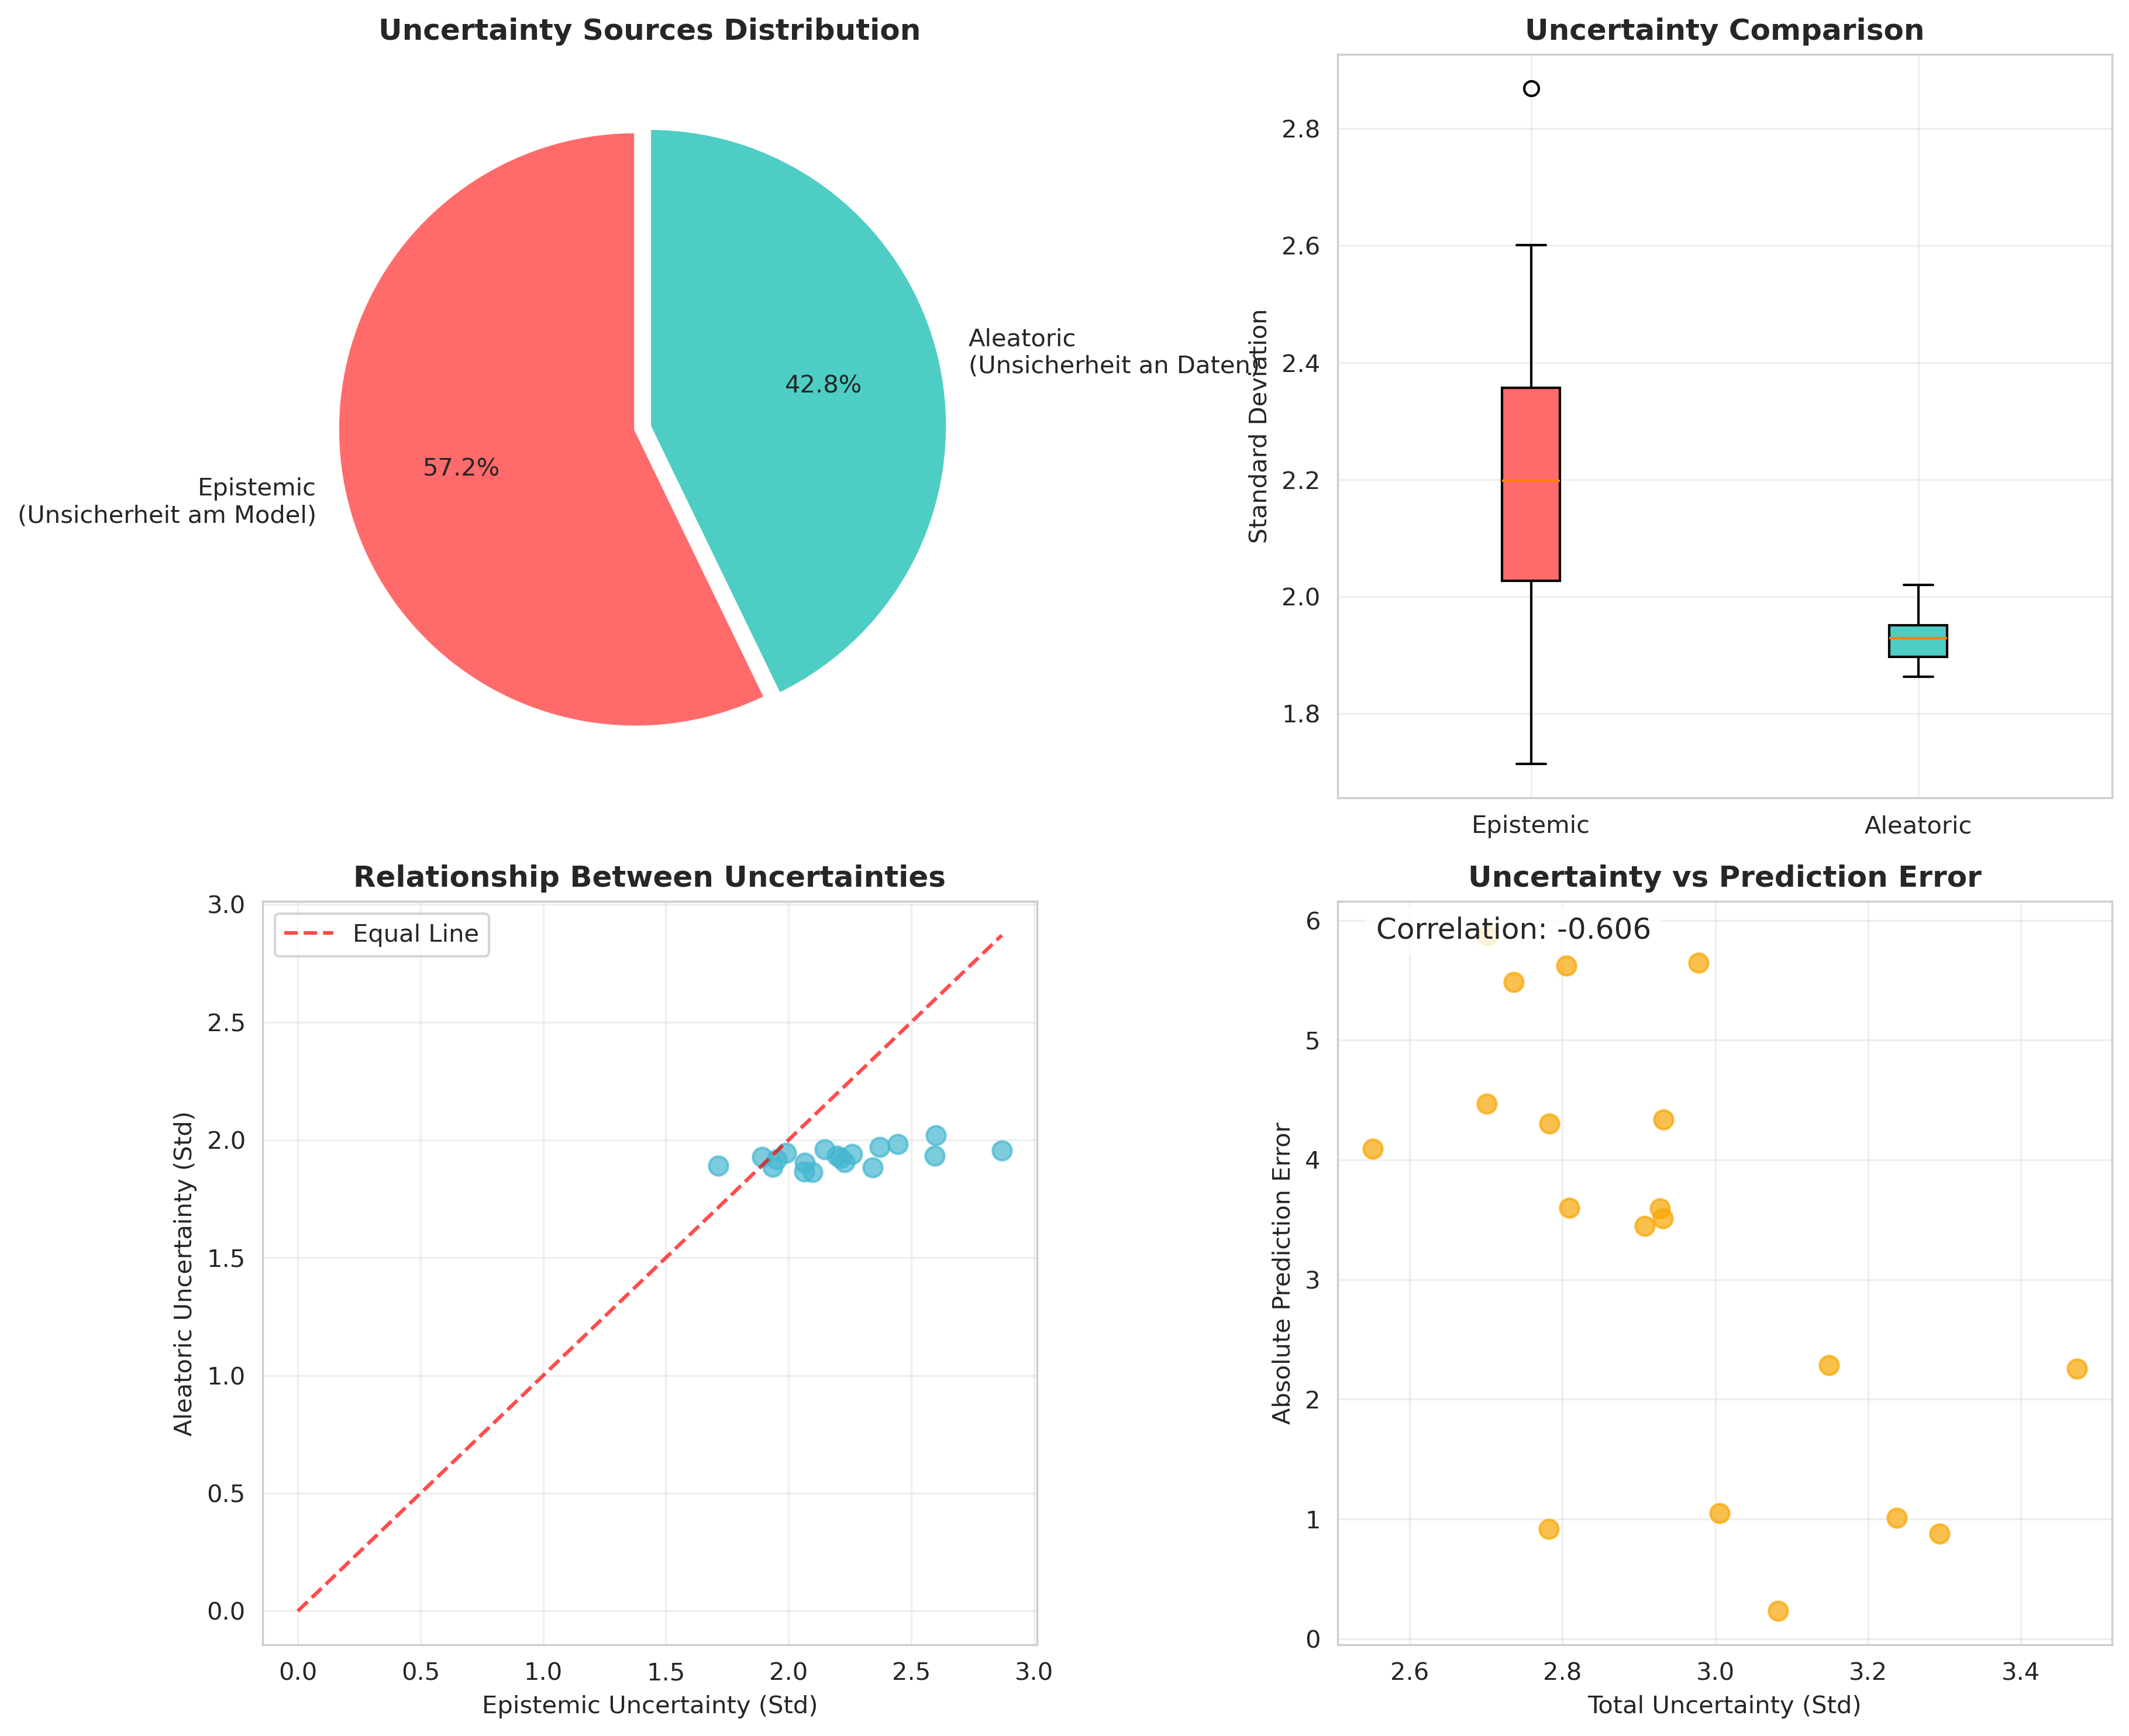 Uncertainty Sources Distribution
42.8%
57.2%
Aleatoric
(Unsicherheit an Daten)
Epistemic
(Unsicherheit am Model)
Uncertainty Comparison
Standard Deviation
2.8
2.6
2.4
2.2
2.0
1.8
Epistemic
Aleatoric
Relationship Between Uncertainties
Equal Line
Aleatoric Uncertainty (Std)
3.0
2.5
2.0
1.5
1.0
0.5
0.0
0.0
0.5
1.0
1.5
2.0
2.5
3.0
Epistemic Uncertainty (Std)
Uncertainty vs Prediction Error
Correlation: -0.606
Absolute Prediction Error
6
5
4
3
2
1
0
2.6
2.8
3.0
3.2
3.4
Total Uncertainty (Std)